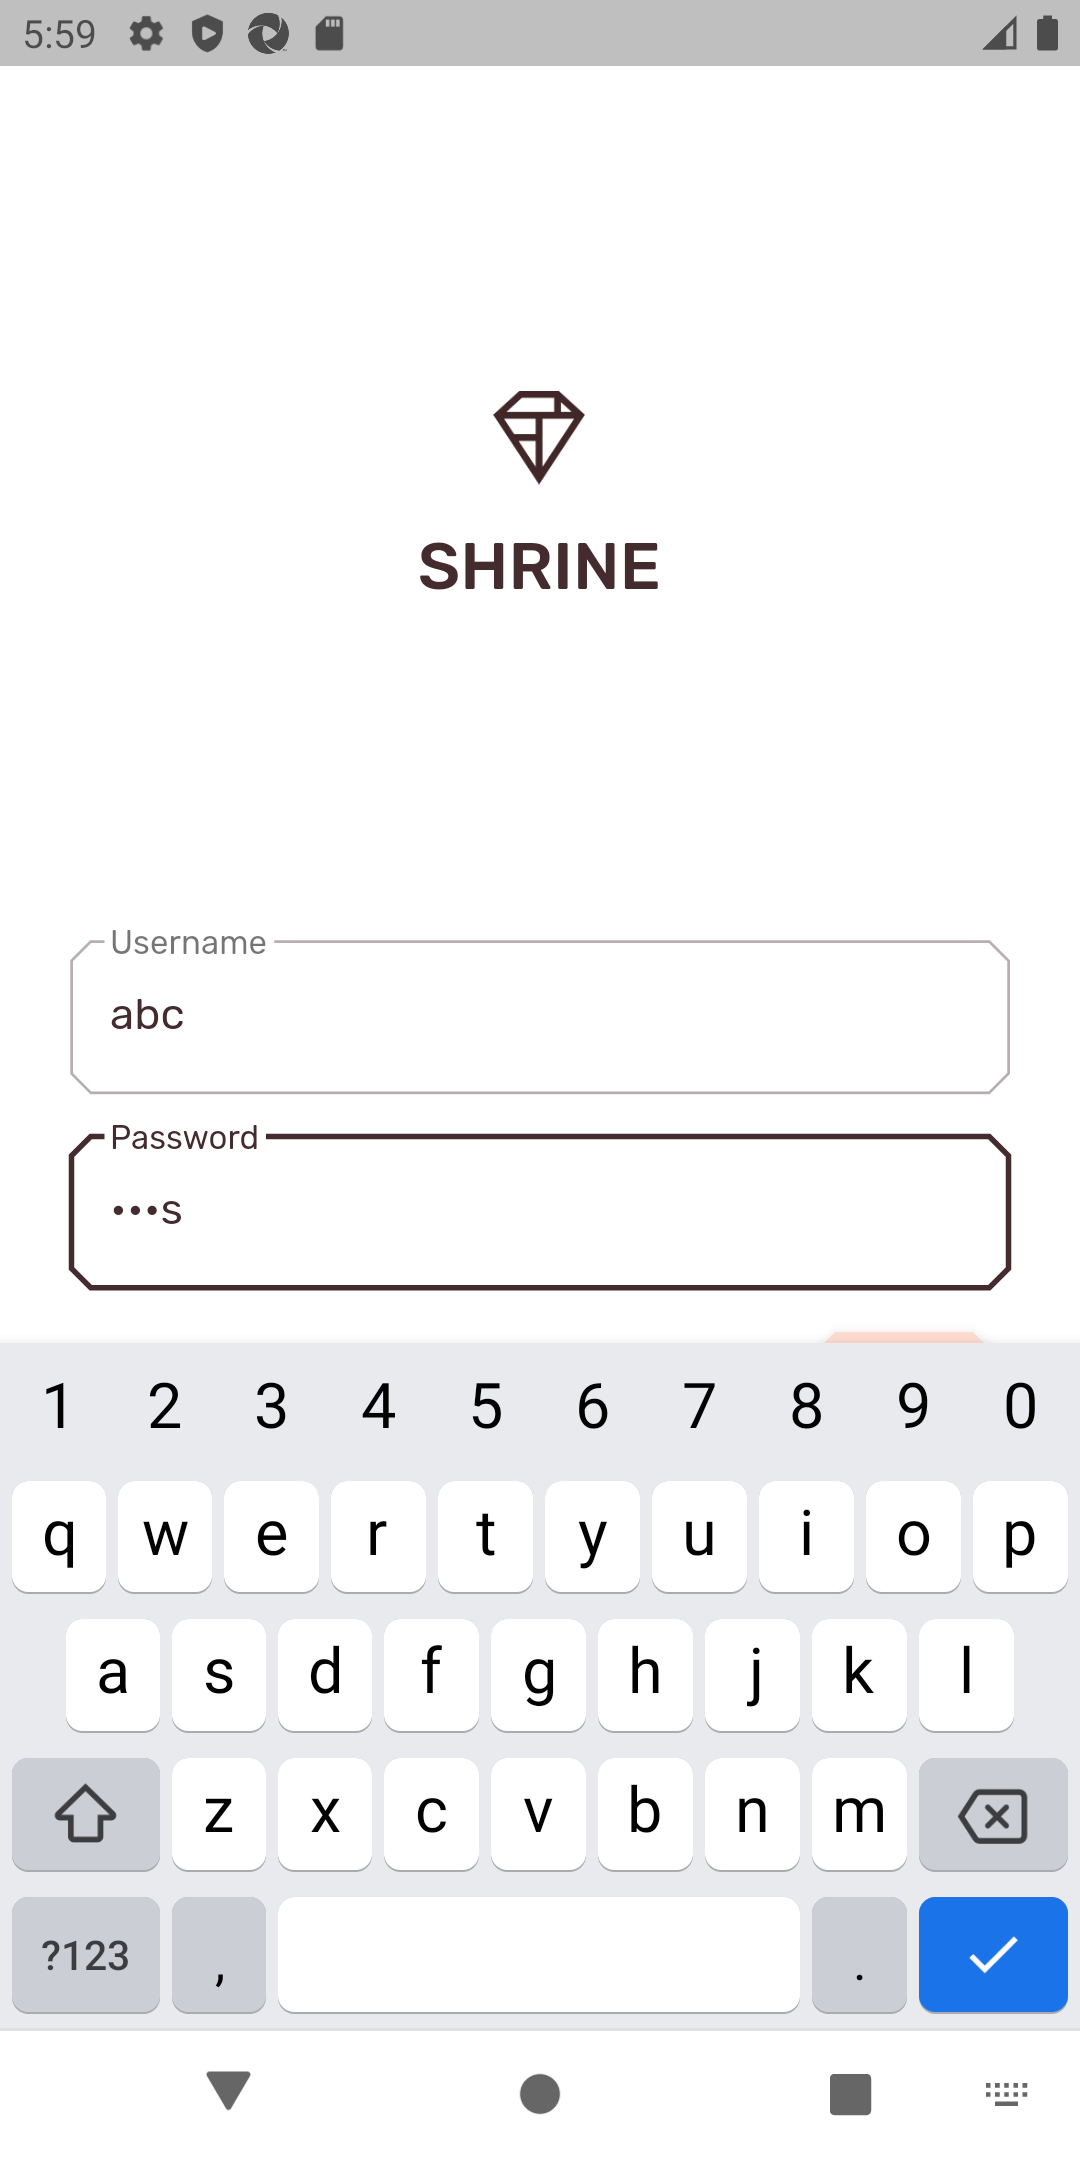 5:59
SHRINE
Username
abc
Password
•••s
1 2 3 4 5 6 7 8 9 0
q w e r t y u i o p
a s d f g h j k l
z x c v b n m
?123 , .